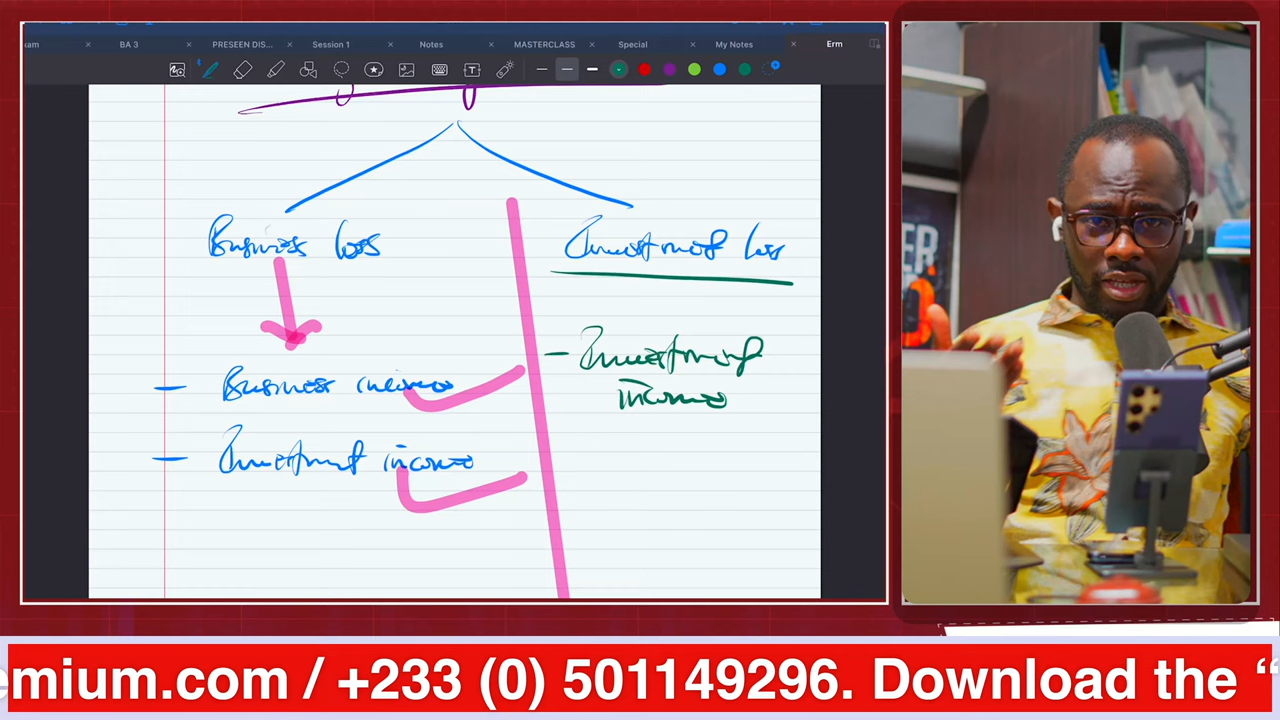 am
BA 3
PRESEEN DIS...
Session 1
Notes
MASTERCLASS
Special
My Notes
Erm
Business loss
Investment loss
- Investment
income
- Business income
- Investment income
ER
emium.com / +233 (0) 501149296. Download the “